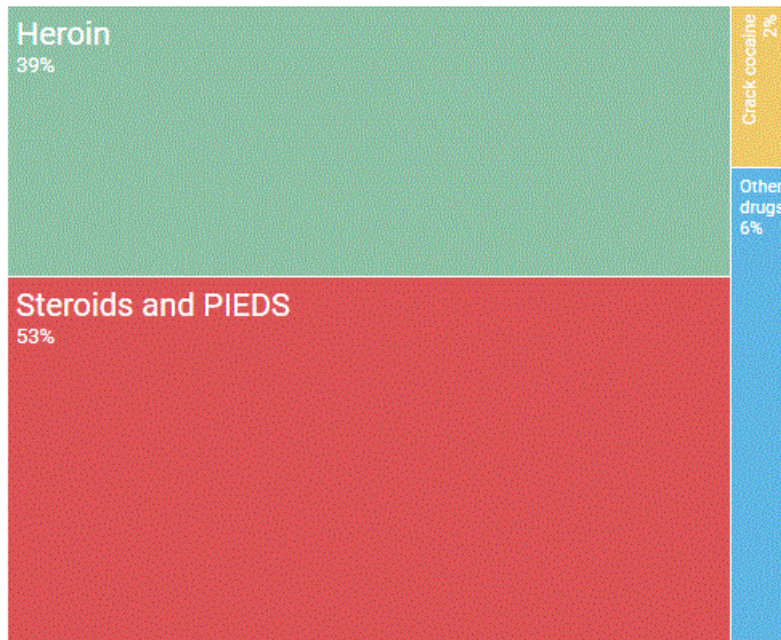 Heroin
39%
Steroids and PIEDS
53%
Crack cocaine
2%
Other
drugs
6%